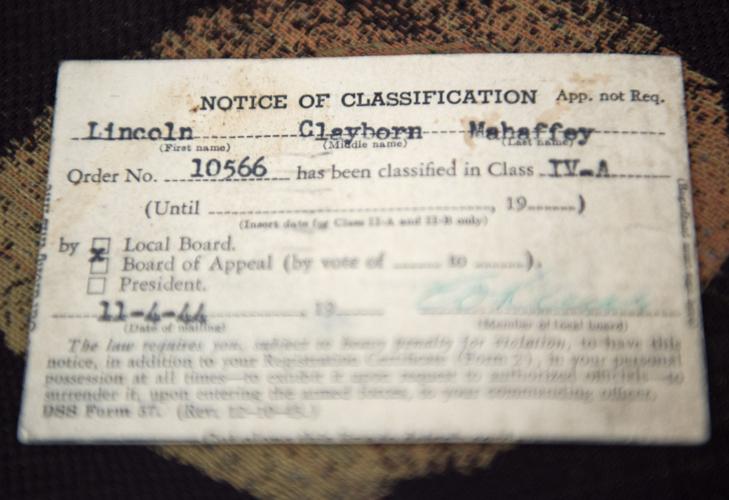 NOTICE OF CLASSIFICATION App. not Req.
Lincoln Clayborn Mahaffey
(First name) (Middle name) (Last name)
Order No. 10566 has been classified in Class IV-A
(Until , 19 )
(Insert date for Class II-A and II-B only)
by ☐ Local Board.
x
☐ Board of Appeal (by vote of to ).
☐ President.
11-4-44 , 19
(Date of mailing) (Member of local board)
The law requires you, subject to heavy penalty for violation, to have this
notice, in addition to your Registration Certificate (Form 2), in your personal
possession at all times—to exhibit it upon request to authorized officials—to
surrender it, upon entering the armed forces, to your commanding officer.
DSS Form 57. (Rev.